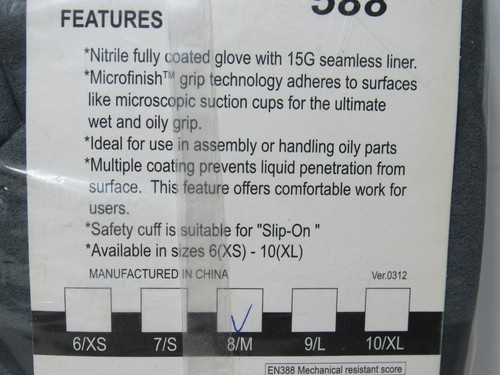 588
FEATURES
*Nitrile fully coated glove with 15G seamless liner.
*Microfinish™ grip technology adheres to surfaces
like microscopic suction cups for the ultimate
wet and oily grip.
*Ideal for use in assembly or handling oily parts
*Multiple coating prevents liquid penetration from
surface. This feature offers comfortable work for
users.
*Safety cuff is suitable for "Slip-On "
*Available in sizes 6(XS) - 10(XL)
MANUFACTURED IN CHINA Ver.0312
6/XS 7/S 8/M 9/L 10/XL
EN388 Mechanical resistant score